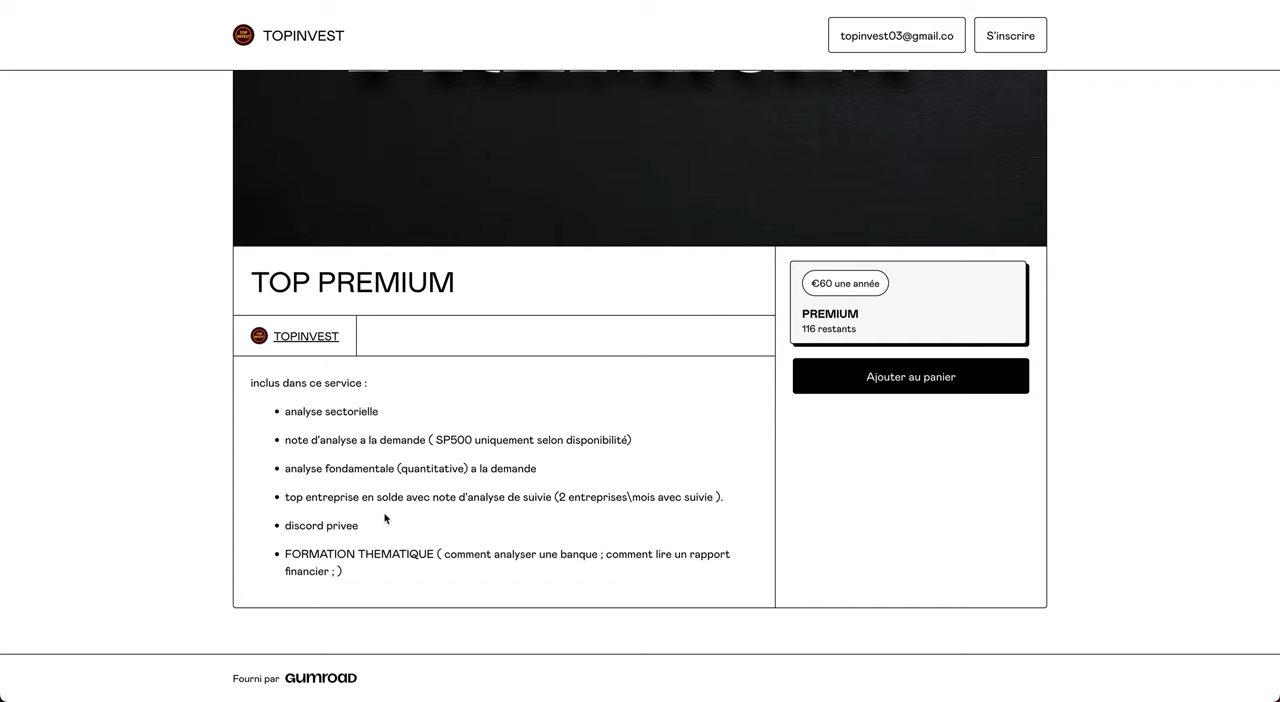 TOPINVEST
topinvest03@gmail.co
S'inscrire
TOP PREMIUM
€60 une année
PREMIUM
116 restants
TOPINVEST
Ajouter au panier
inclus dans ce service :
• analyse sectorielle
• note d'analyse a la demande ( SP500 uniquement selon disponibilité)
• analyse fondamentale (quantitative) a la demande
• top entreprise en solde avec note d'analyse de suivie (2 entreprises\mois avec suivie ).
• discord privee
• FORMATION THEMATIQUE ( comment analyser une banque ; comment lire un rapport
financier ; )
Fourni par GUMROAD